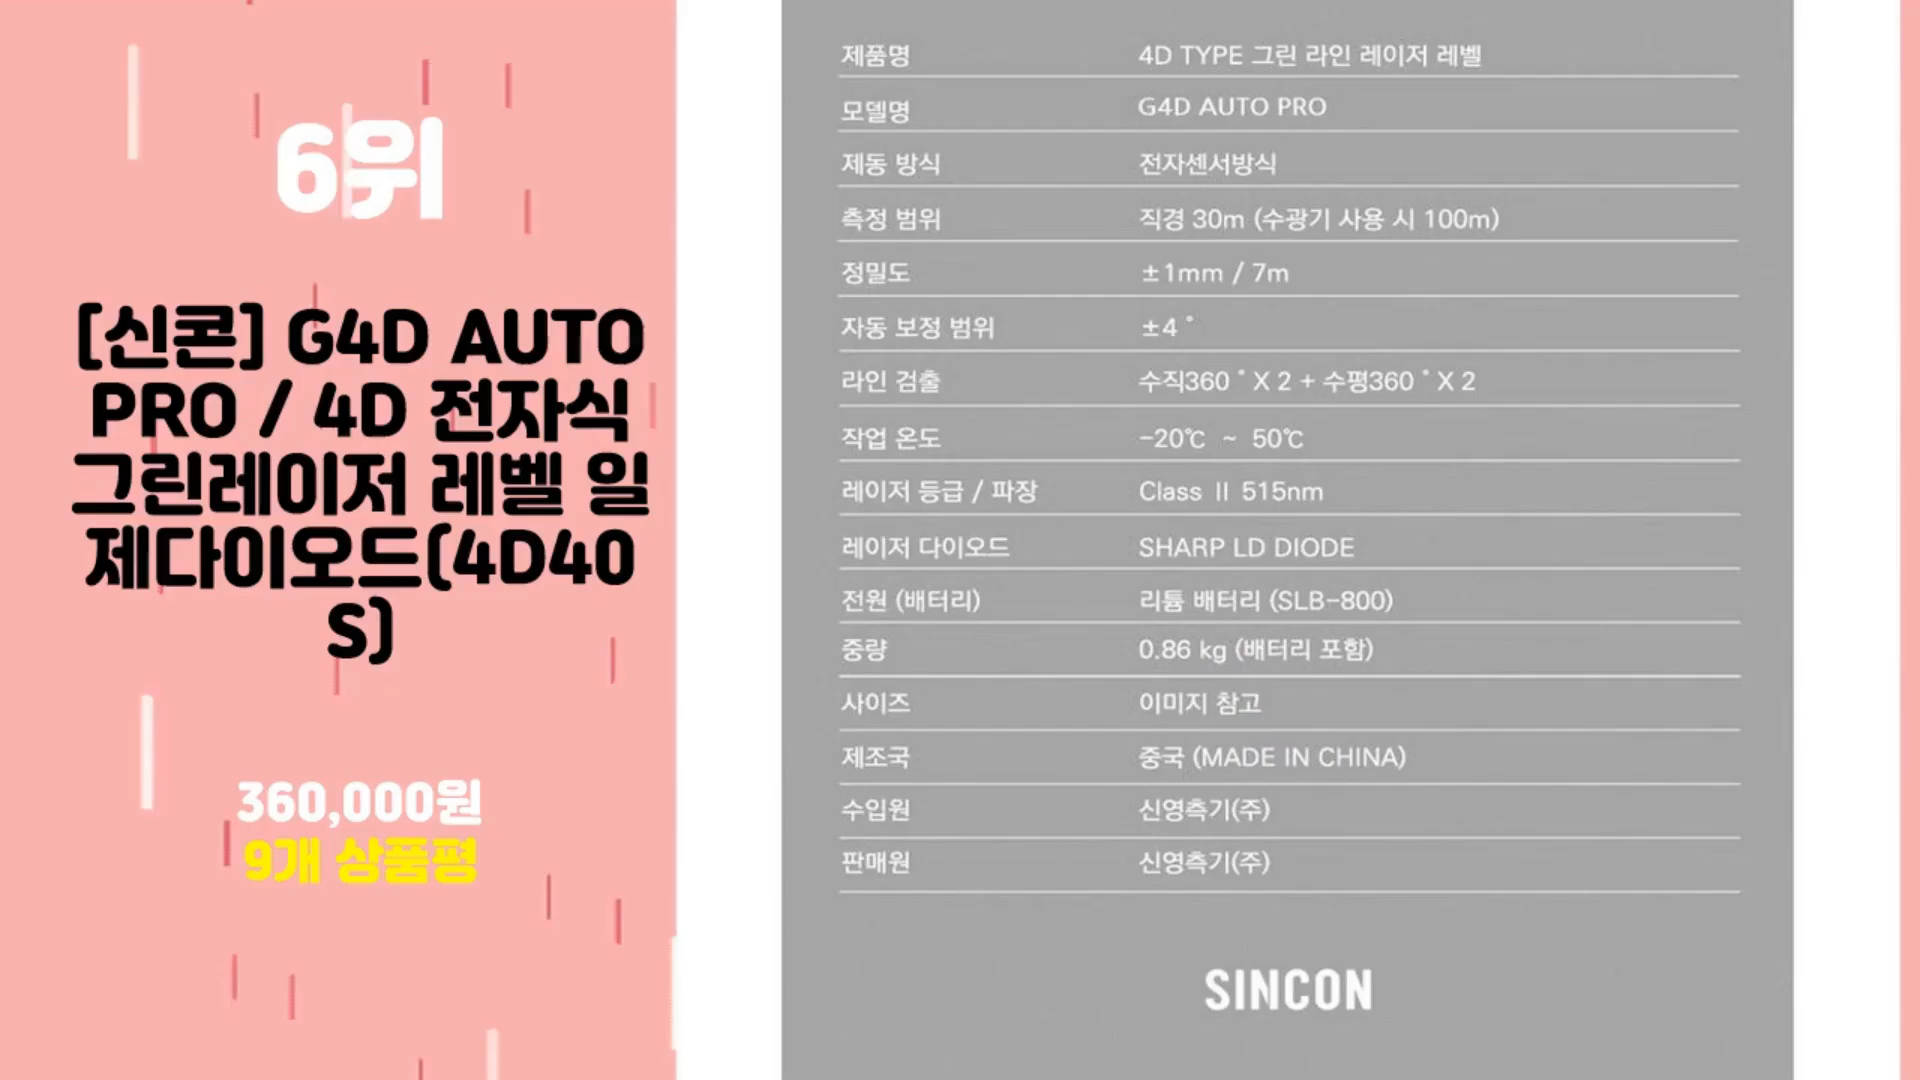 6위
[신콘] G4D AUTO
PRO / 4D 전자식
그린레이저 레벨 일
제다이오드(4D40
S)
360,000원
9개 상품평
제품명 4D TYPE 그린 라인 레이저 레벨
모델명 G4D AUTO PRO
제동 방식 전자센서방식
측정 범위 직경 30m (수광기 사용 시 100m)
정밀도 ±1mm / 7m
자동 보정 범위 ±4˚
라인 검출 수직360˚ X 2 + 수평360˚ X 2
작업 온도 -20℃ ~ 50℃
레이저 등급 / 파장 Class II 515nm
레이저 다이오드 SHARP LD DIODE
전원 (배터리) 리튬 배터리 (SLB-800)
중량 0.86 kg (배터리 포함)
사이즈 이미지 참고
제조국 중국 (MADE IN CHINA)
수입원 신영측기(주)
판매원 신영측기(주)
SINCON